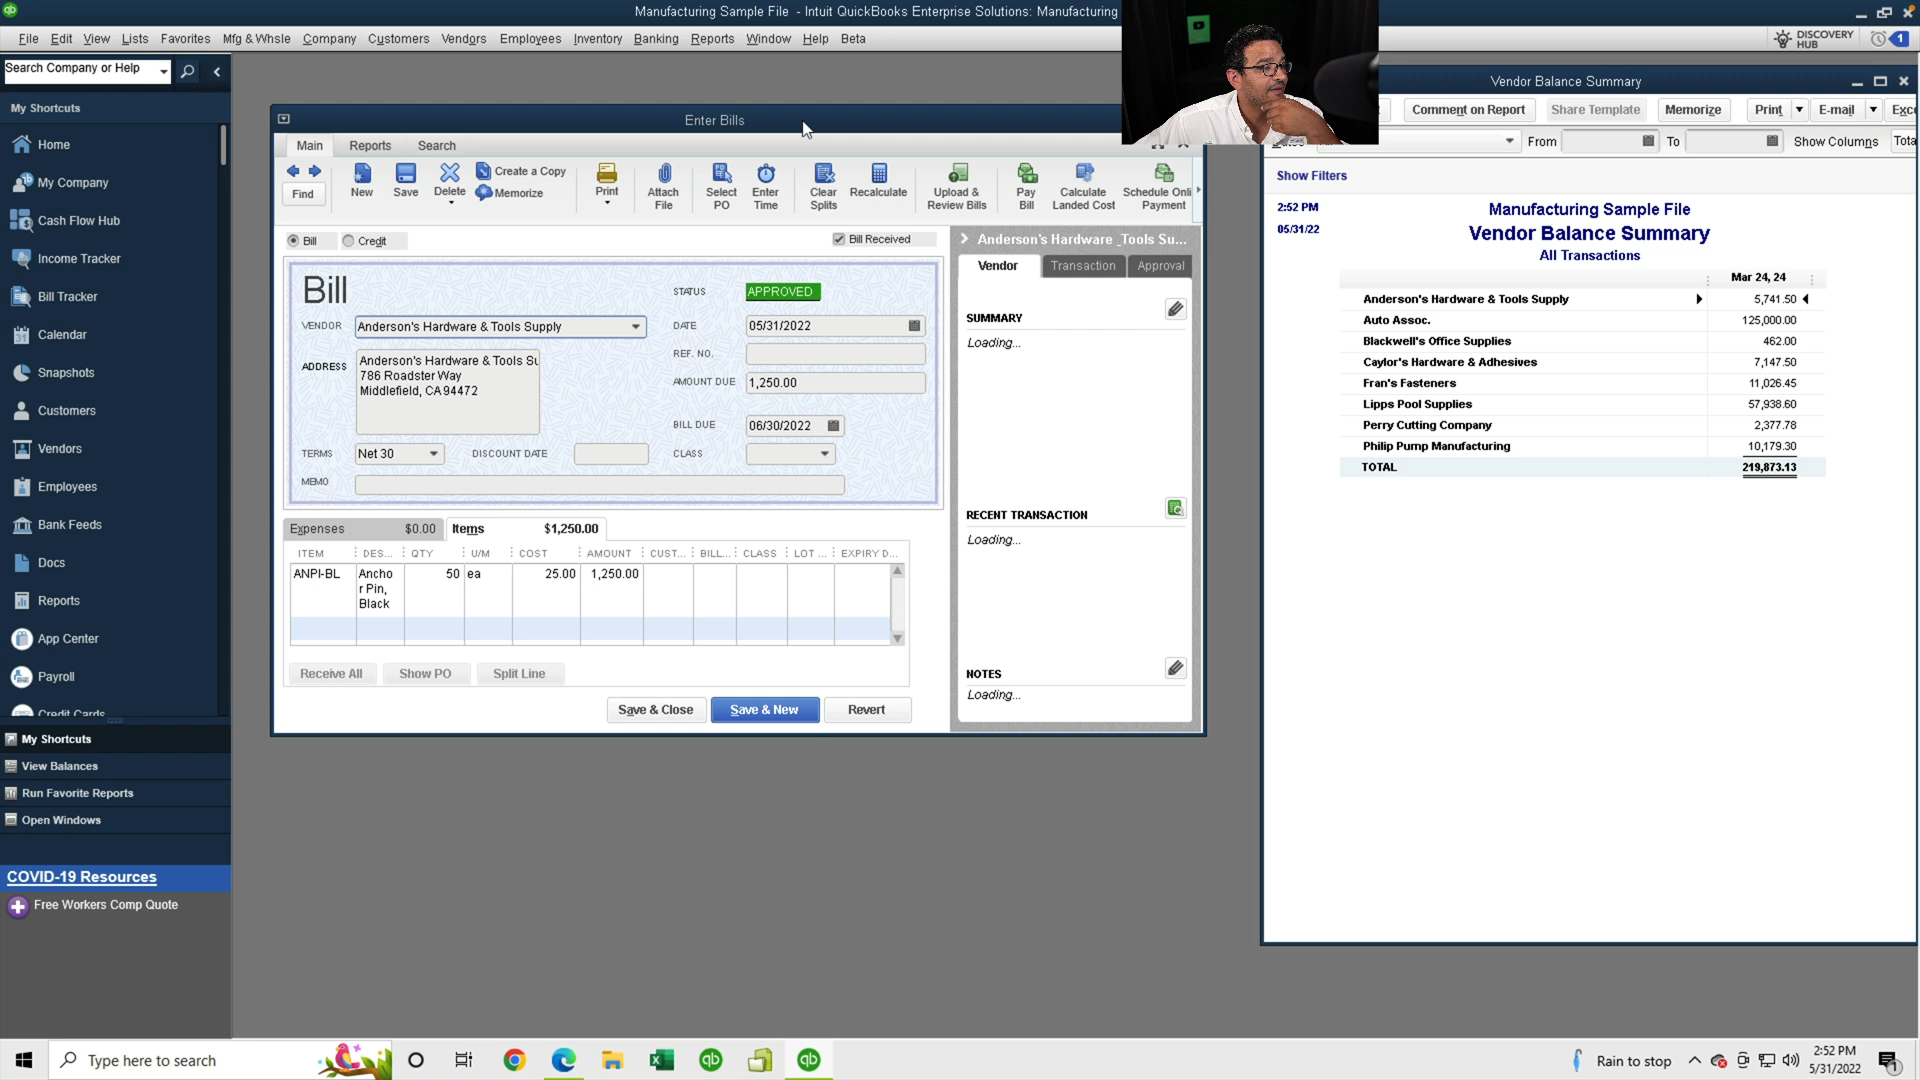 Manufacturing Sample File - Intuit QuickBooks Enterprise Solutions: Manufacturing
File Edit View Lists Favorites Mfg & Whsle Company Customers Vendors Employees Inventory Banking Reports Window Help Beta
DISCOVERY HUB
1
Search Company or Help
My Shortcuts
Home
My Company
Cash Flow Hub
Income Tracker
Bill Tracker
Calendar
Snapshots
Customers
Vendors
Employees
Bank Feeds
Docs
Reports
App Center
Payroll
Credit Cards
My Shortcuts
View Balances
Run Favorite Reports
Open Windows
COVID-19 Resources
Free Workers Comp Quote
Enter Bills
Main Reports Search
Find
New
Save
Delete
Create a Copy
Memorize
Print
Attach File
Select PO
Enter Time
Clear Splits
Recalculate
Upload & Review Bills
Pay Bill
Calculate Landed Cost
Schedule Onli Payment
Bill Credit Bill Received
Bill
STATUS APPROVED
VENDOR Anderson's Hardware & Tools Supply
DATE 05/31/2022
REF. NO.
ADDRESS
Anderson's Hardware & Tools Su
786 Roadster Way
Middlefield, CA 94472
AMOUNT DUE 1,250.00
BILL DUE 06/30/2022
TERMS Net 30 DISCOUNT DATE CLASS
MEMO
Expenses $0.00 Items $1,250.00
ITEM DES... QTY U/M COST AMOUNT CUST... BILL... CLASS LOT ... EXPIRY D...
ANPI-BL Ancho 50 ea 25.00 1,250.00
r Pin,
Black
Receive All Show PO Split Line
Save & Close Save & New Revert
Anderson's Hardware _Tools Su...
Vendor Transaction Approval
SUMMARY
Loading...
RECENT TRANSACTION
Loading...
NOTES
Loading...
Vendor Balance Summary
Comment on Report Share Template Memorize Print E-mail Exc
From To Show Columns Tota
Show Filters
2:52 PM
05/31/22
Manufacturing Sample File
Vendor Balance Summary
All Transactions
Mar 24, 24
Anderson's Hardware & Tools Supply 5,741.50
Auto Assoc. 125,000.00
Blackwell's Office Supplies 462.00
Caylor's Hardware & Adhesives 7,147.50
Fran's Fasteners 11,026.45
Lipps Pool Supplies 57,938.60
Perry Cutting Company 2,377.78
Philip Pump Manufacturing 10,179.30
TOTAL 219,873.13
Type here to search
Rain to stop
2:52 PM
5/31/2022
1